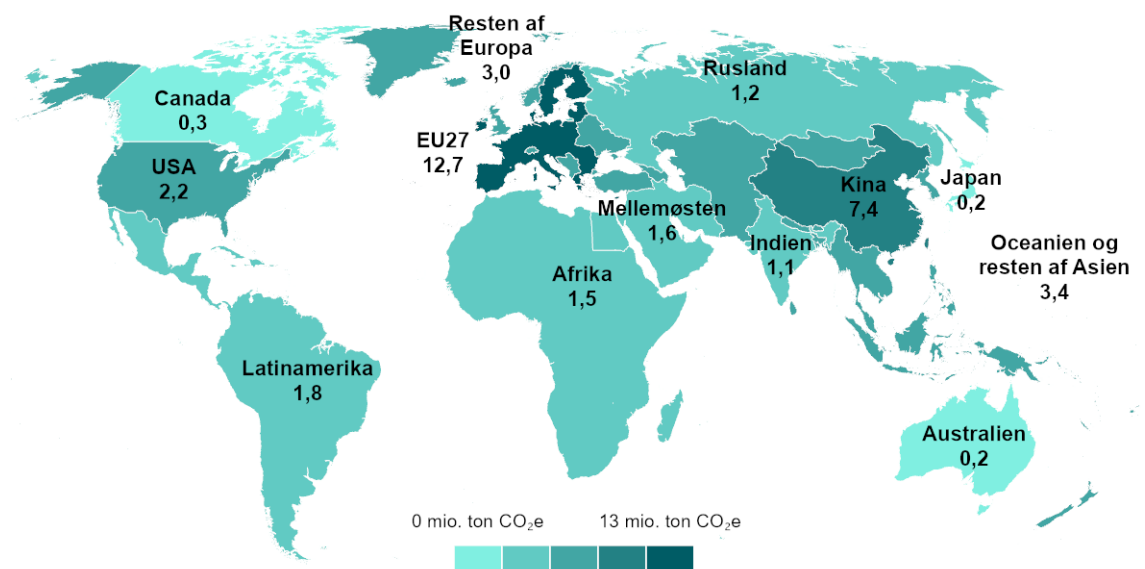 Resten af
Europa
3,0
Canada
0,3
Rusland
1,2
EU27
12,7
USA
2,2
Kina
7,4
Japan
0,2
Mellemøsten
1,6
Indien
1,1
Oceanien og
resten af Asien
3,4
Afrika
1,5
Latinamerika
1,8
Australien
0,2
0 mio. ton CO₂e
13 mio. ton CO₂e